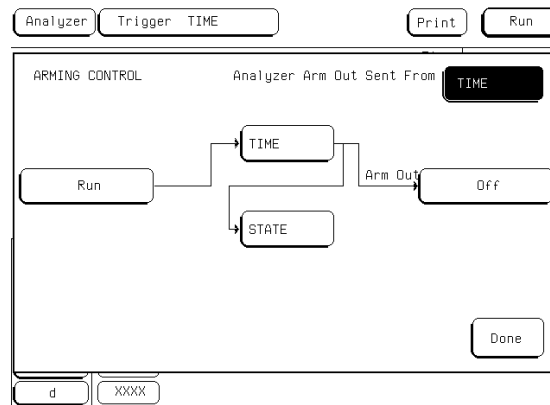 Analyzer Trigger TIME Print Run
ARMING CONTROL Analyzer Arm Out Sent From TIME
TIME
Run Arm Out Off
STATE
Done
d XXXX